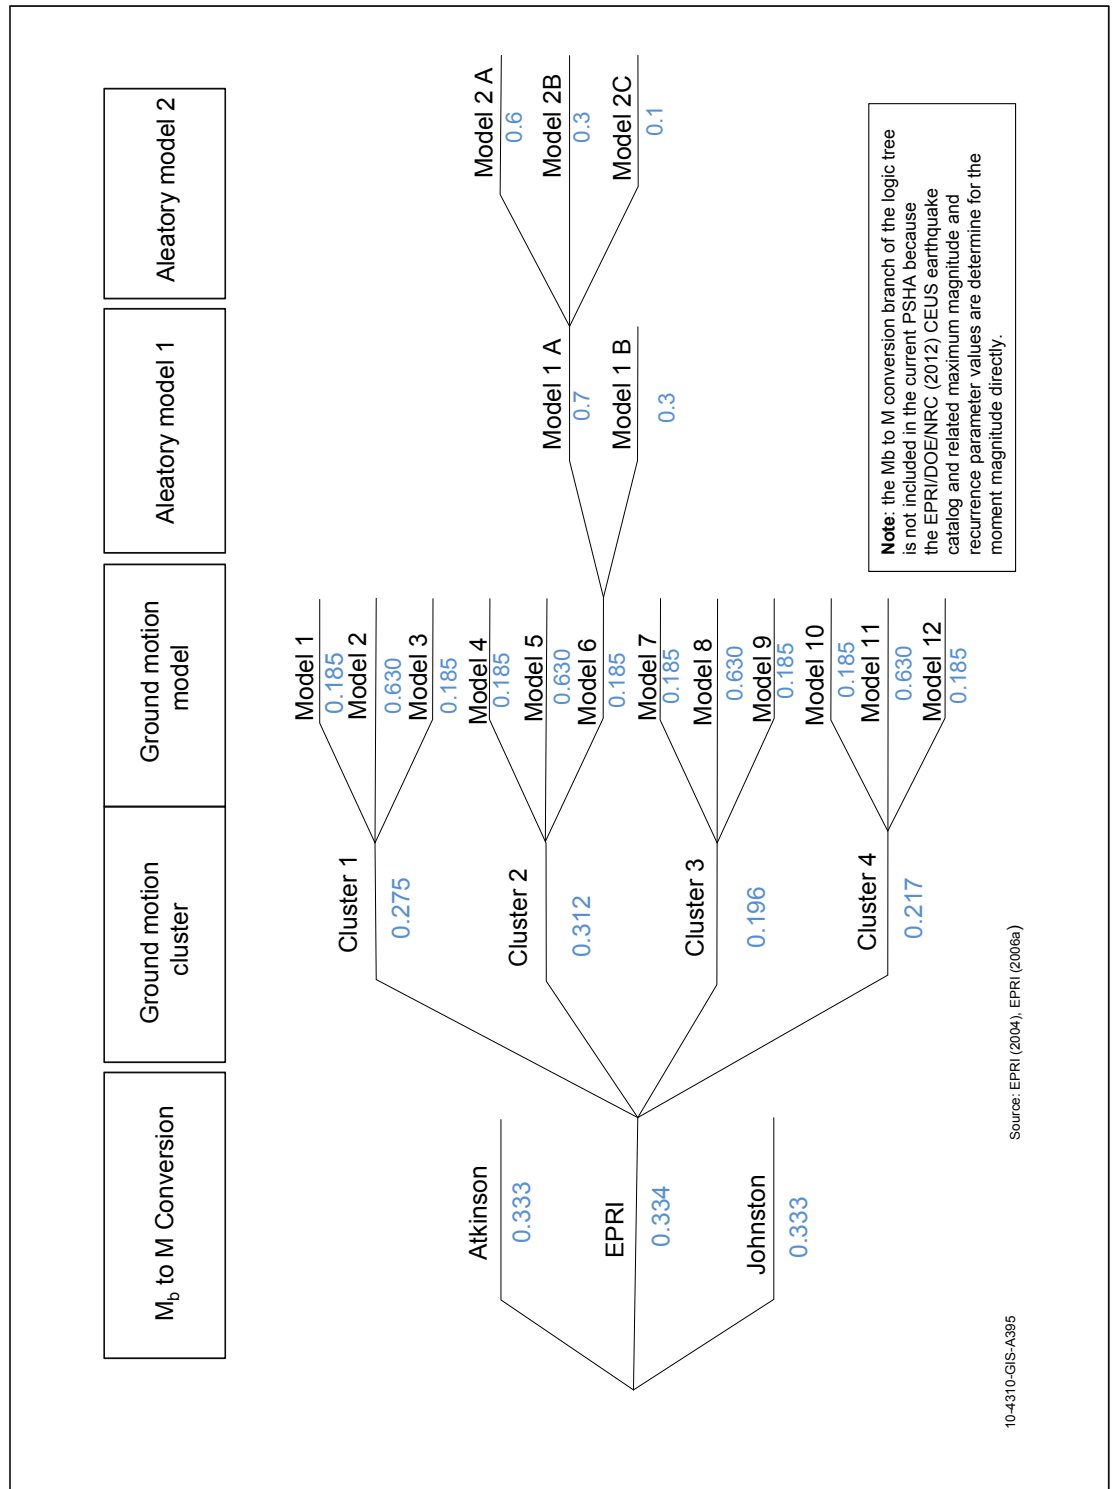 M_b to M Conversion
Ground motion
cluster
Ground motion
model
Aleatory model 1
Aleatory model 2
Atkinson
0.333
EPRI
0.334
Johnston
0.333
Cluster 1
0.275
Cluster 2
0.312
Cluster 3
0.196
Cluster 4
0.217
Model 1
0.185
Model 2
0.630
Model 3
0.185
Model 4
0.185
Model 5
0.630
Model 6
0.185
Model 7
0.185
Model 8
0.630
Model 9
0.185
Model 10
0.185
Model 11
0.630
Model 12
0.185
Model 1 A
0.7
Model 1 B
0.3
Model 2 A
0.6
Model 2B
0.3
Model 2C
0.1
Note: the Mb to M conversion branch of the logic tree
is not included in the current PSHA because
the EPRI/DOE/NRC (2012) CEUS earthquake
catalog and related maximum magnitude and
recurrence parameter values are determine for the
moment magnitude directly.
10-4310-GIS-A395
Source: EPRI (2004), EPRI (2006a)